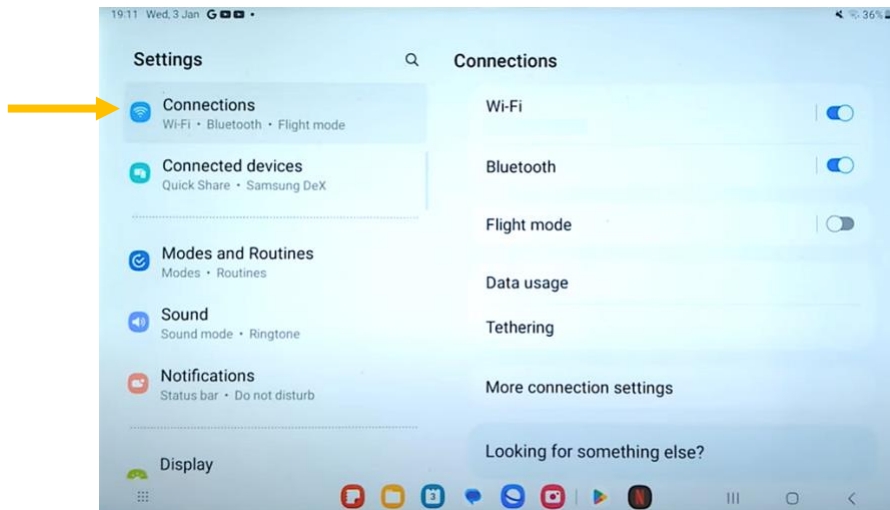 19:11 Wed, 3 Jan G
36%
Settings
Connections
Wi-Fi • Bluetooth • Flight mode
Connected devices
Quick Share • Samsung DeX
Modes and Routines
Modes • Routines
Sound
Sound mode • Ringtone
Notifications
Status bar • Do not disturb
Display
Connections
Wi-Fi
Bluetooth
Flight mode
Data usage
Tethering
More connection settings
Looking for something else?
3
N